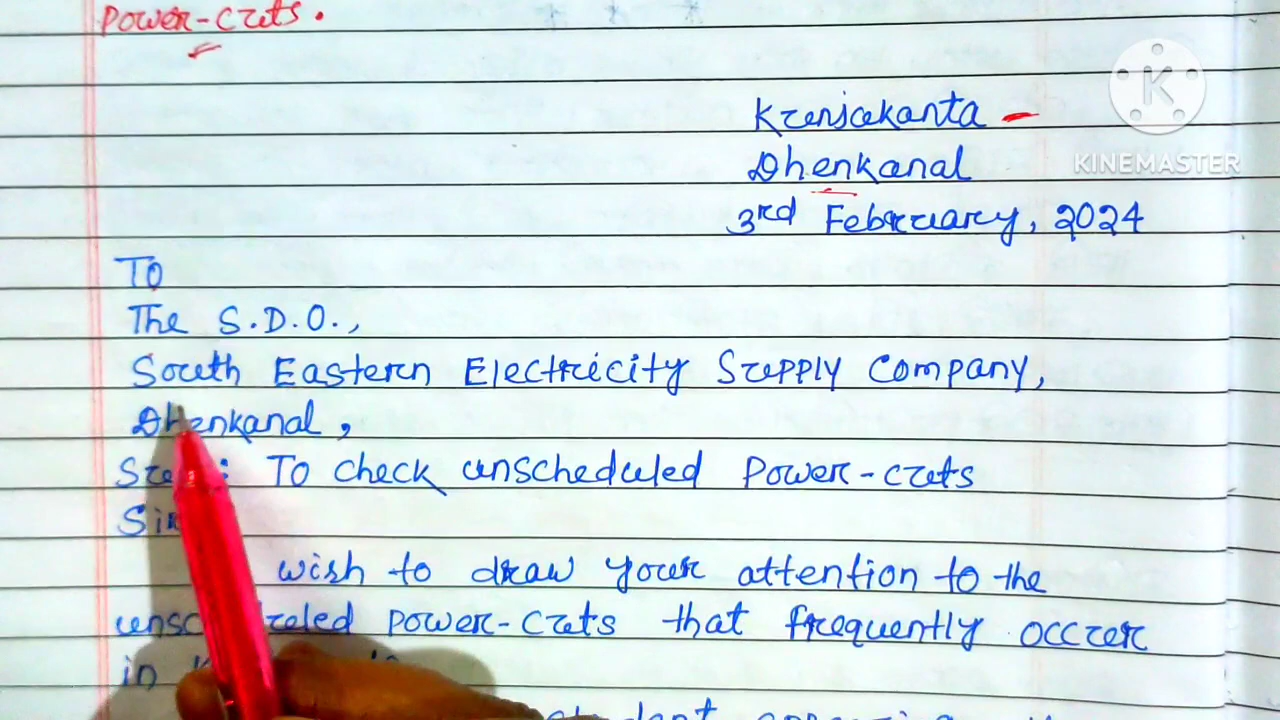 Power-cuts.
Kunjakanta
Dhenkanal
3rd February, 2024
KINEMASTER
To
The S.D.O.,
South Eastern Electricity Supply Company,
Dhenkanal,
To check unscheduled Power-cuts
wish to draw your attention to the
power-cuts that frequently occur
in